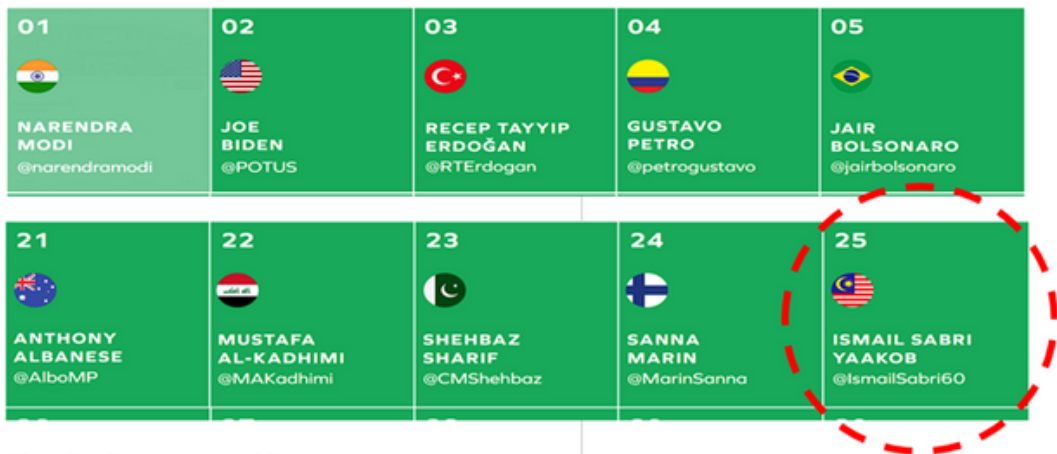 01
NARENDRA
MODI
@narendramodi
02
JOE
BIDEN
@POTUS
03
RECEP TAYYIP
ERDOĞAN
@RTErdogan
04
GUSTAVO
PETRO
@petrogustavo
05
JAIR
BOLSONARO
@jairbolsonaro
21
ANTHONY
ALBANESE
@AlboMP
22
MUSTAFA
AL-KADHIMI
@MAKadhimi
23
SHEHBAZ
SHARIF
@CMShehbaz
24
SANNA
MARIN
@MarinSanna
25
ISMAIL SABRI
YAAKOB
@IsmailSabri60